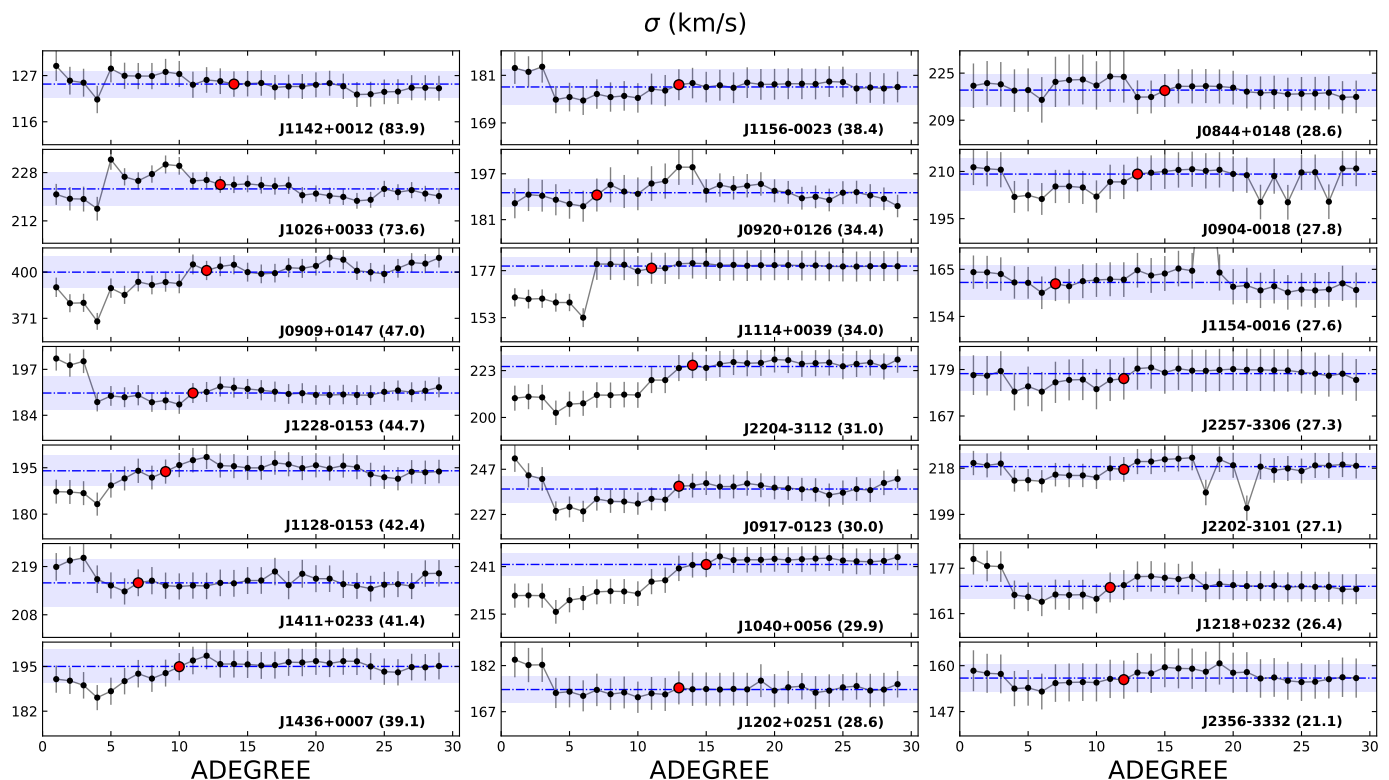 σ (km/s)
127
116
J1142+0012 (83.9)
181
169
J1156-0023 (38.4)
225
209
J0844+0148 (28.6)
228
212
J1026+0033 (73.6)
197
181
J0920+0126 (34.4)
210
195
J0904-0018 (27.8)
400
371
J0909+0147 (47.0)
177
153
J1114+0039 (34.0)
165
154
J1154-0016 (27.6)
197
184
J1228-0153 (44.7)
223
200
J2204-3112 (31.0)
179
167
J2257-3306 (27.3)
195
180
J1128-0153 (42.4)
247
227
J0917-0123 (30.0)
218
199
J2202-3101 (27.1)
219
208
J1411+0233 (41.4)
241
215
J1040+0056 (29.9)
177
161
J1218+0232 (26.4)
195
182
J1436+0007 (39.1)
182
167
J1202+0251 (28.6)
160
147
J2356-3332 (21.1)
0 5 10 15 20 25 30
0 5 10 15 20 25 30
0 5 10 15 20 25 30
ADEGREE
ADEGREE
ADEGREE